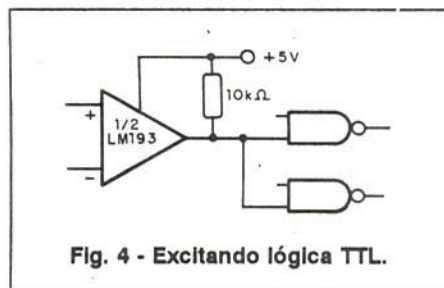 +5V
10kΩ
+
1/2
LM193
-
Fig. 4 - Excitando lógica TTL.